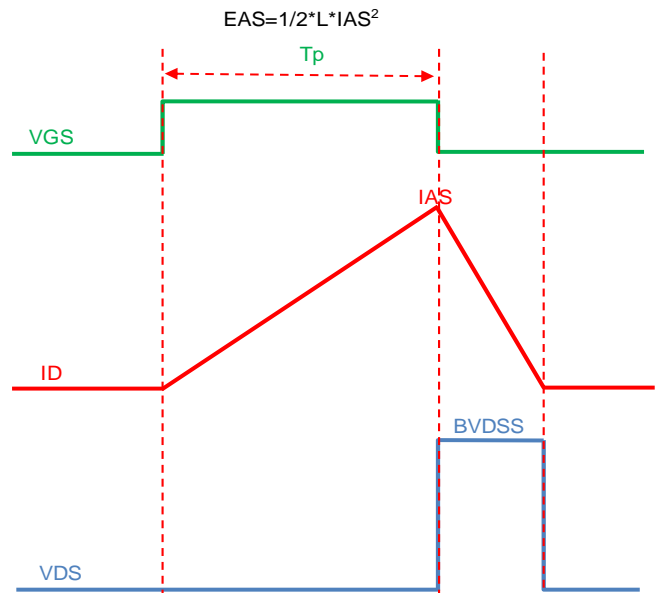 EAS=1/2*L*IAS²
Tp
VGS
IAS
ID
BVDSS
VDS